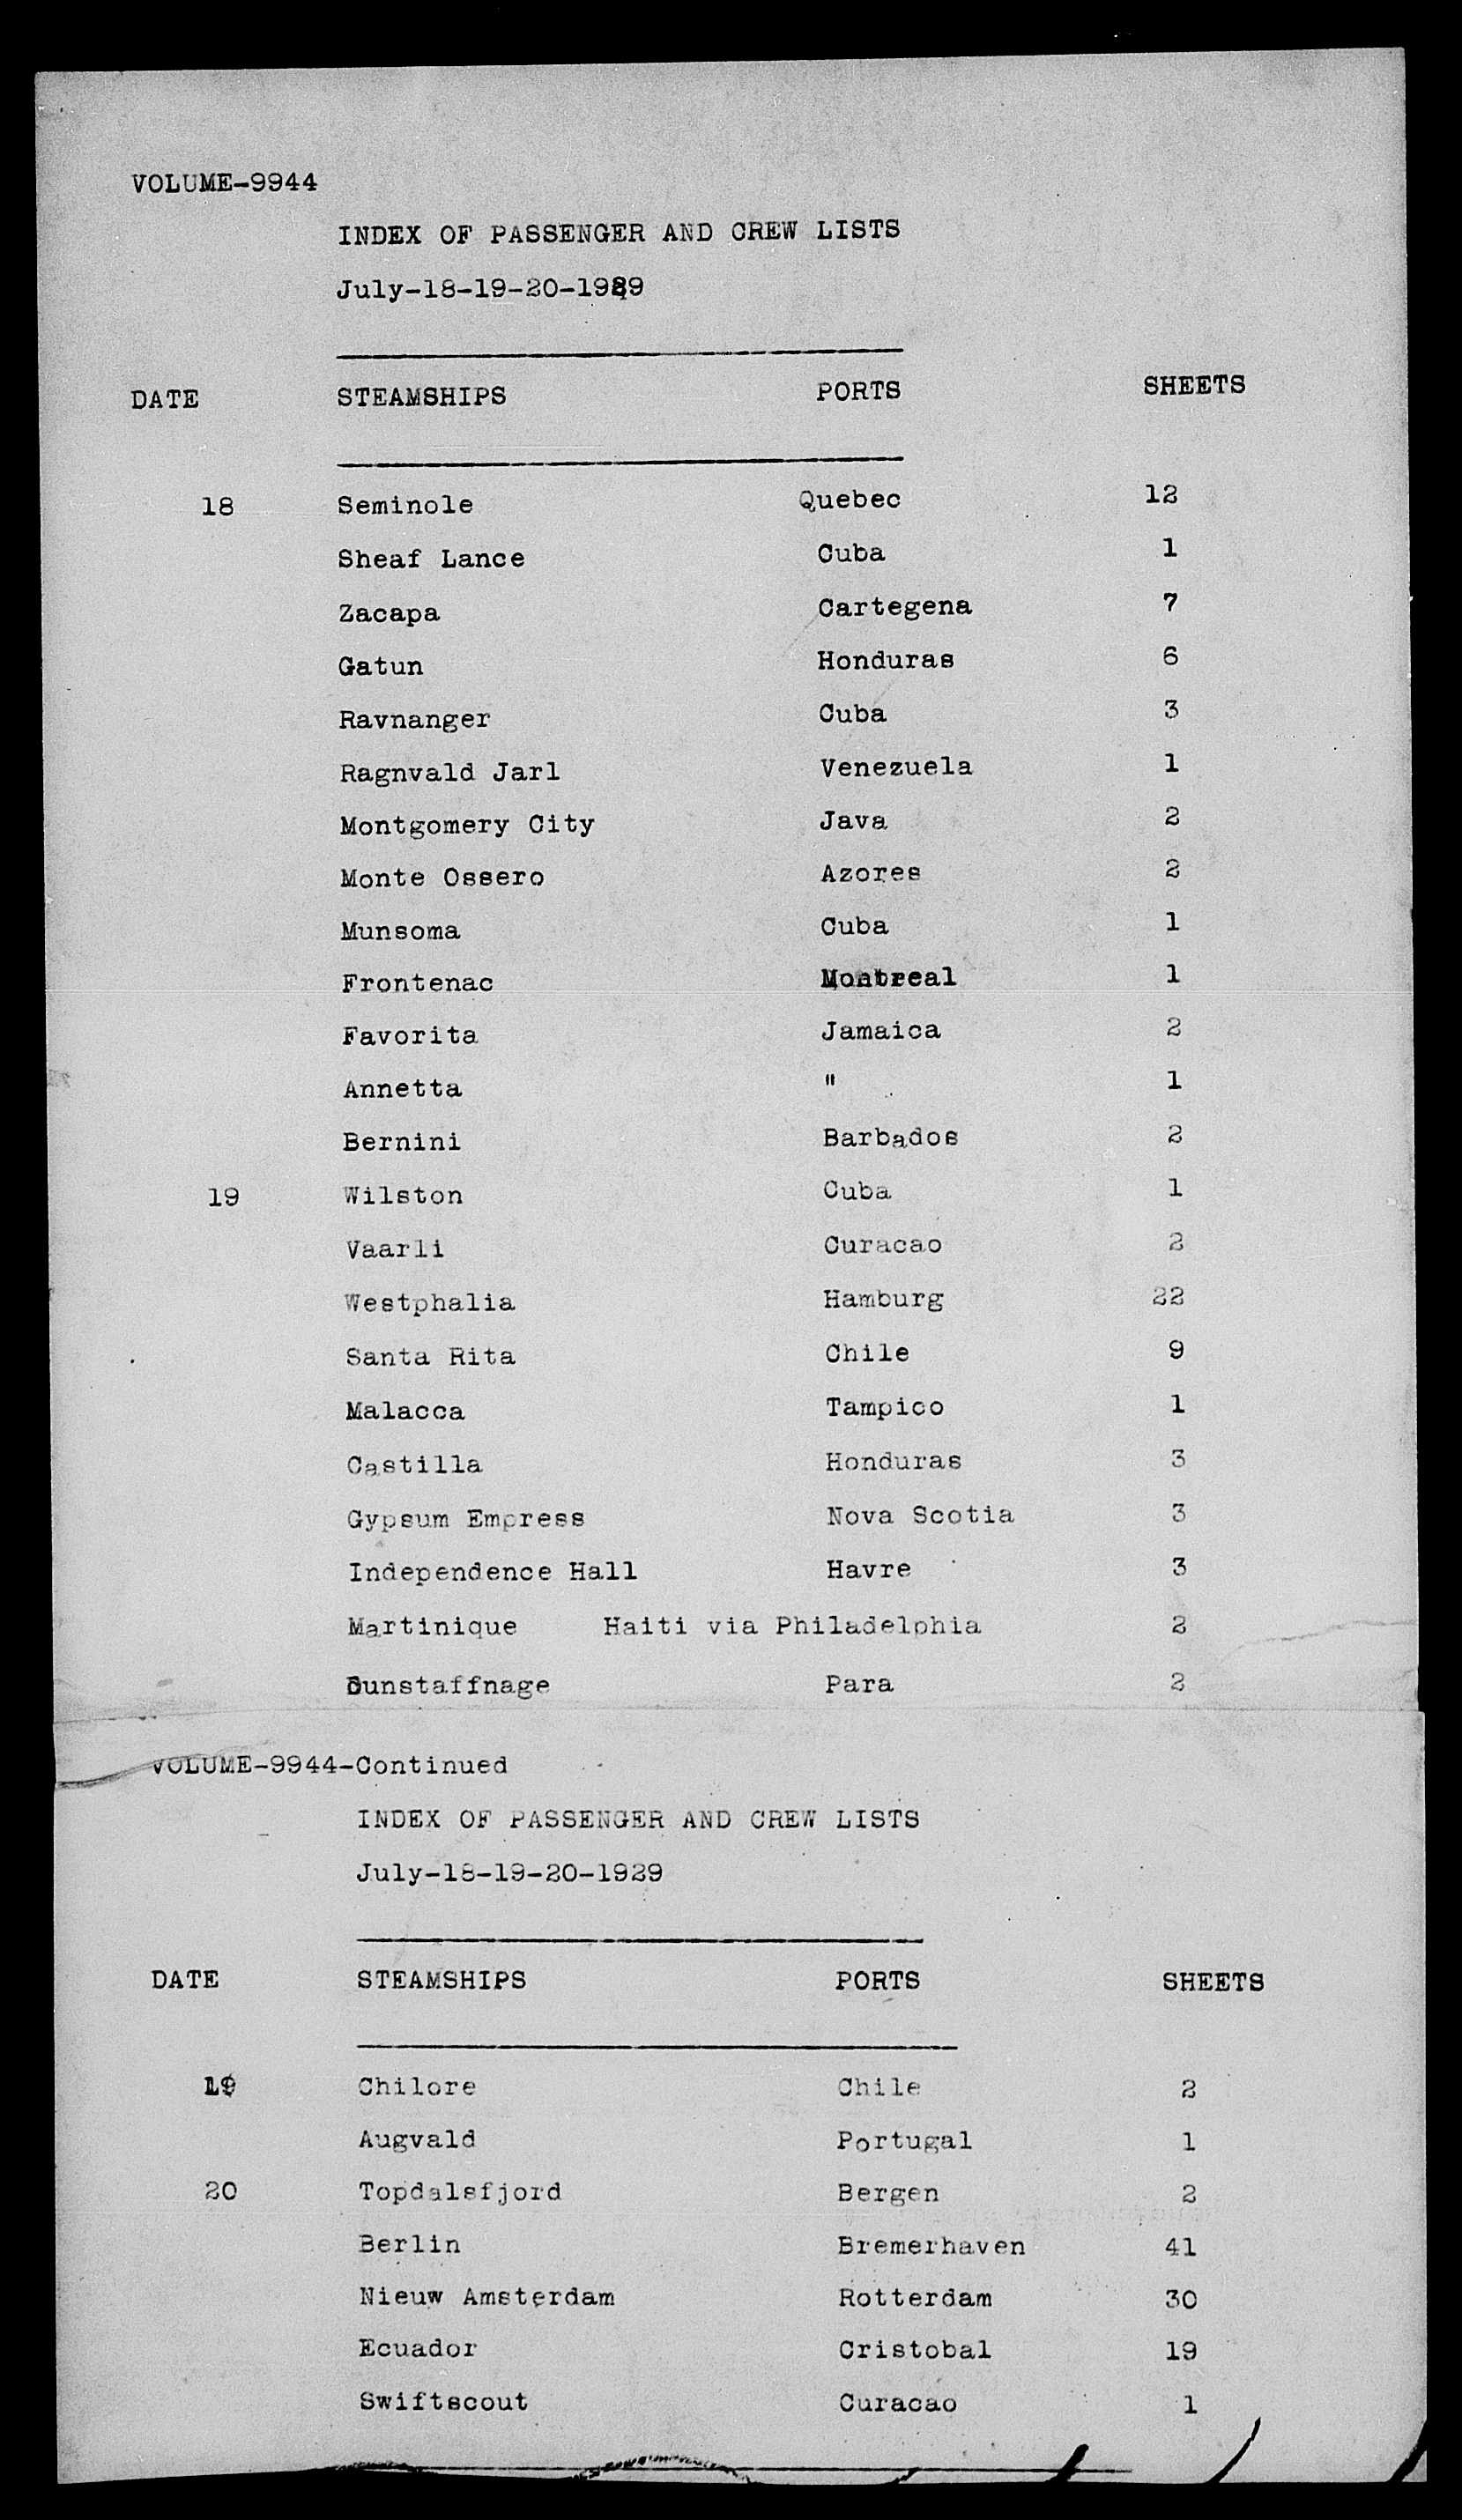 VOLUME-9944
INDEX OF PASSENGER AND CREW LISTS
July-18-19-20-1929
DATE STEAMSHIPS PORTS SHEETS
18 Seminole Quebec 12
Sheaf Lance Cuba 1
Zacapa Cartegena 7
Gatun Honduras 6
Ravnanger Cuba 3
Ragnvald Jarl Venezuela 1
Montgomery City Java 2
Monte Ossero Azores 2
Munsoma Cuba 1
Frontenac Montreal 1
Favorita Jamaica 2
Annetta " 1
Bernini Barbados 2
19 Wilston Cuba 1
Vaarli Curacao 2
Westphalia Hamburg 22
Santa Rita Chile 9
Malacca Tampico 1
Castilla Honduras 3
Gypsum Empress Nova Scotia 3
Independence Hall Havre 3
Martinique Haiti via Philadelphia 2
Dunstaffnage Para 2
VOLUME-9944-Continued
INDEX OF PASSENGER AND CREW LISTS
July-18-19-20-1929
DATE STEAMSHIPS PORTS SHEETS
19 Chilore Chile 2
Augvald Portugal 1
20 Topdalsfjord Bergen 2
Berlin Bremerhaven 41
Nieuw Amsterdam Rotterdam 30
Ecuador Cristobal 19
Swiftscout Curacao 1